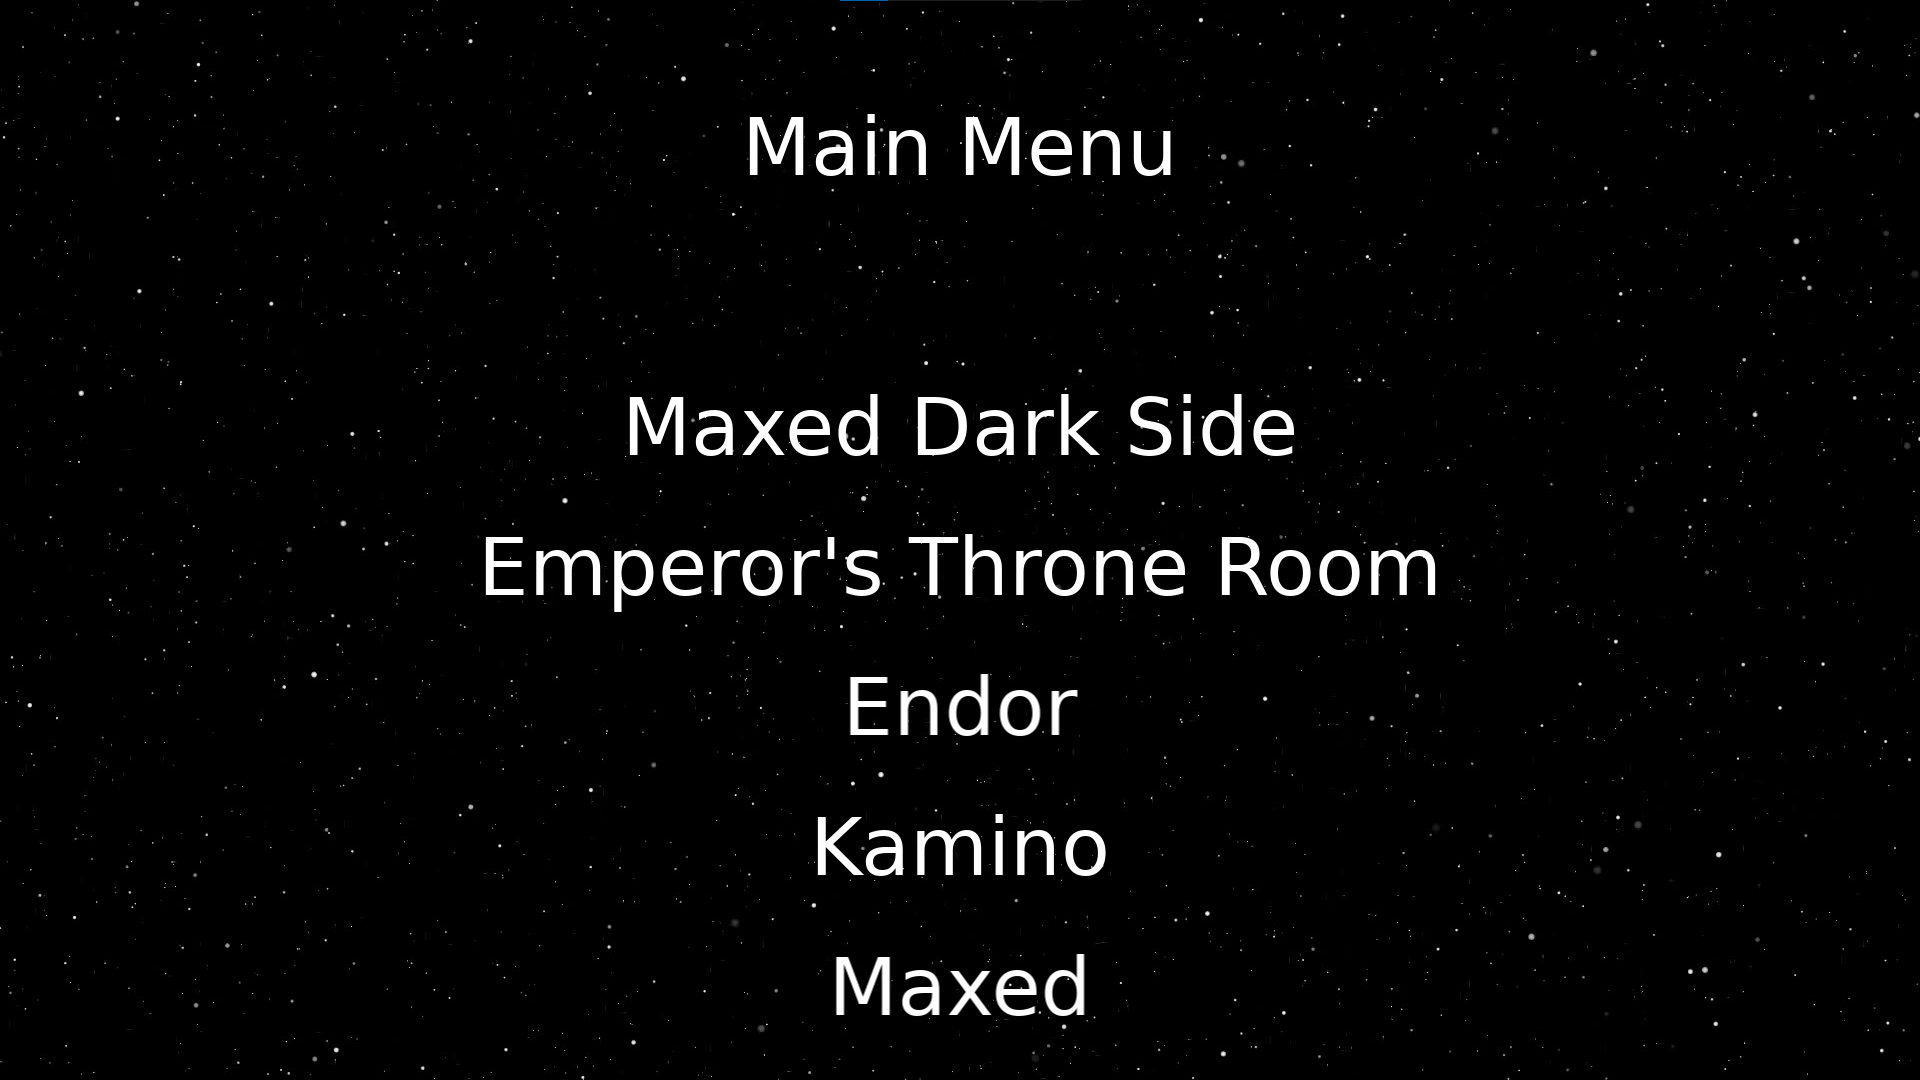 Main Menu
Maxed Dark Side
Emperor's Throne Room
Endor
Kamino
Maxed